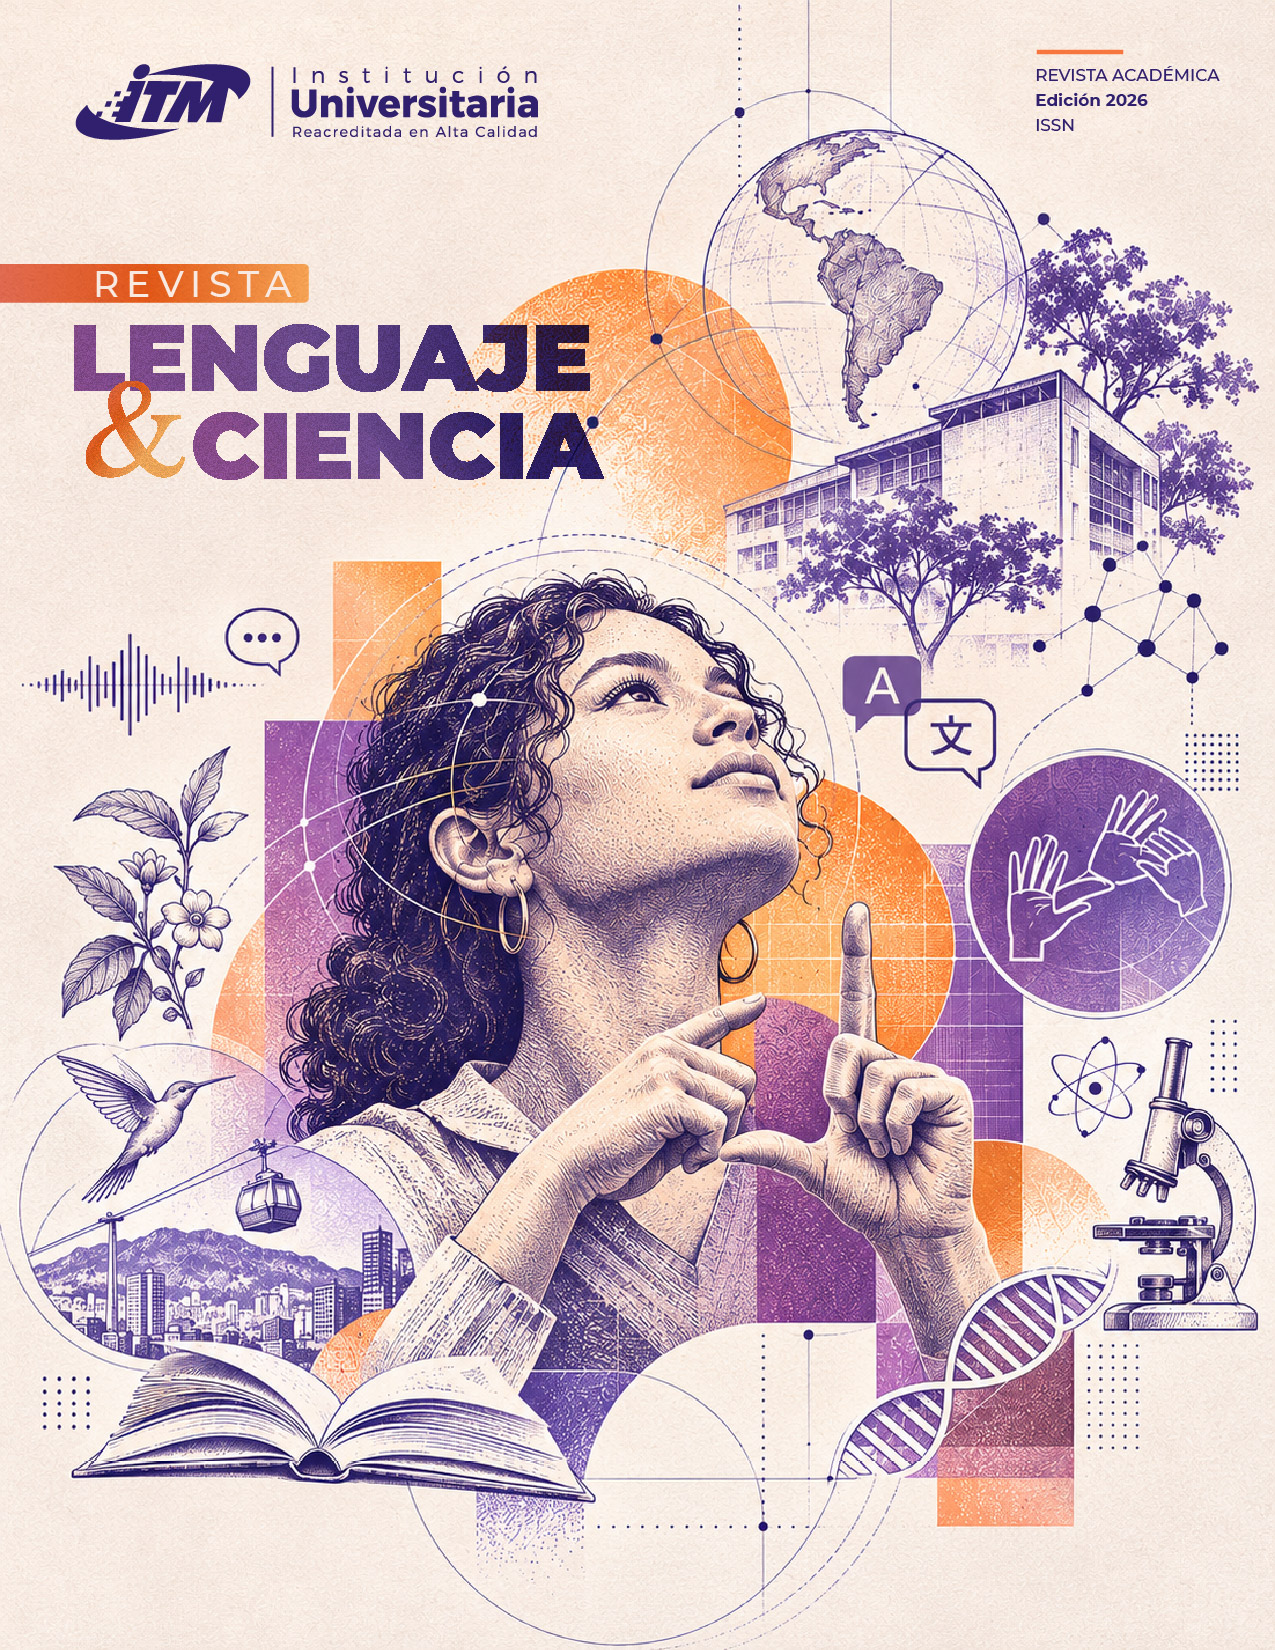 iTM
Institución
Universitaria
Reacreditada en Alta Calidad
REVISTA ACADÉMICA
Edición 2026
ISSN
REVISTA
LENGUAJE
& CIENCIA
A
文